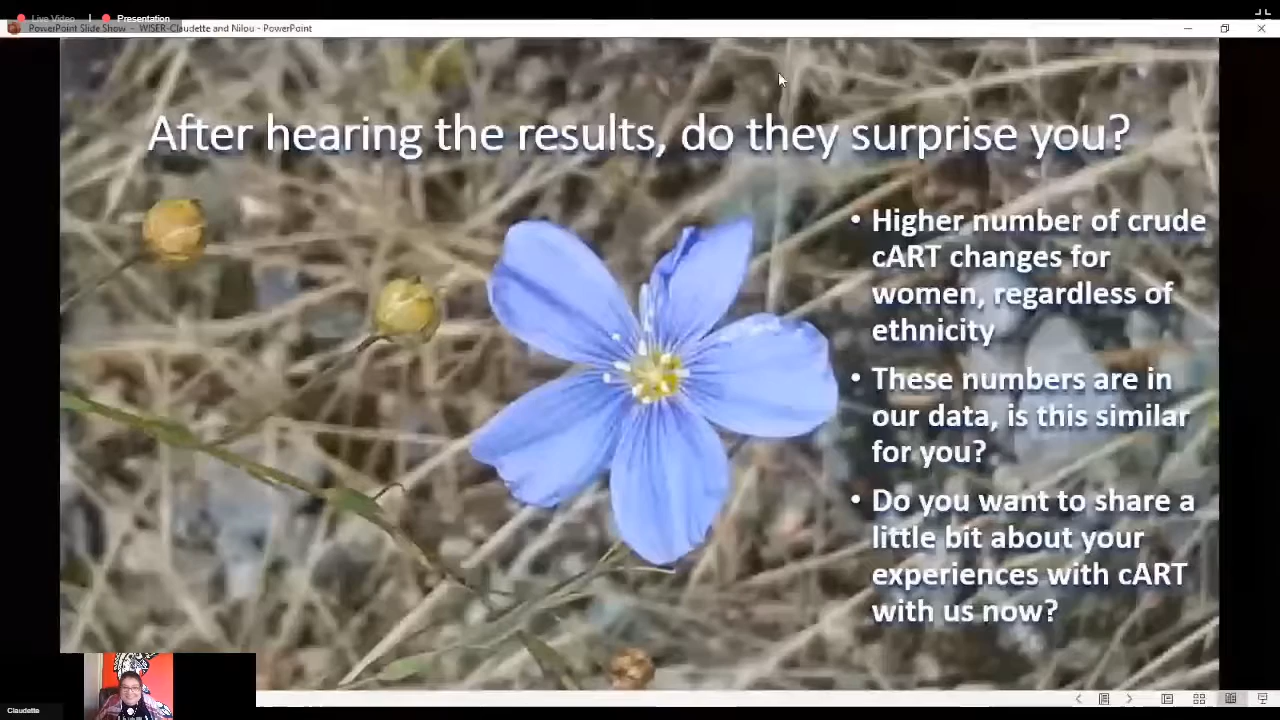 Live Video
Presentation
PowerPoint Slide Show - WISER-Claudette and Nilou - PowerPoint
After hearing the results, do they surprise you?
• Higher number of crude
cART changes for
women, regardless of
ethnicity
• These numbers are in
our data, is this similar
for you?
• Do you want to share a
little bit about your
experiences with cART
with us now?
Claudette